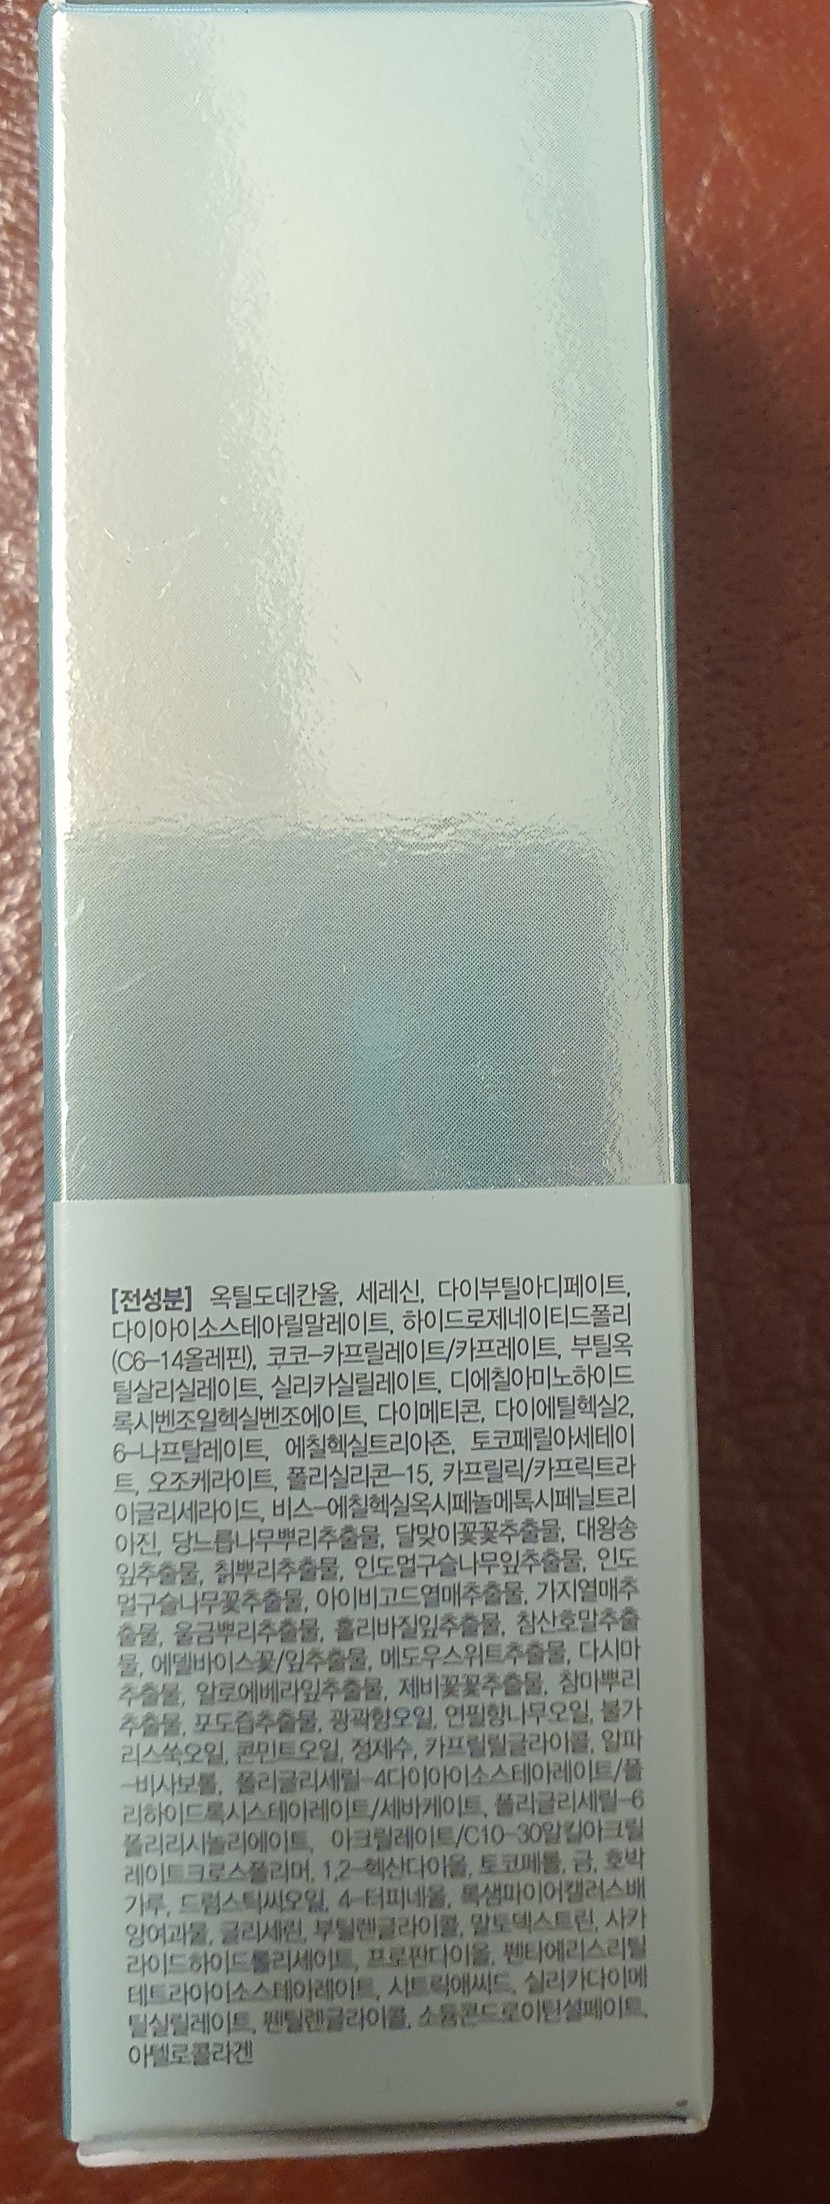 [전성분] 옥틸도데칸올, 세레신, 다이부틸아디페이트,
다이아이소스테아릴말레이트, 하이드로제네이티드폴리
(C6-14올레핀), 코코-카프릴레이트/카프레이트, 부틸옥
틸살리실레이트, 실리카실릴레이트, 디에칠아미노하이드
록시벤조일헥실벤조에이트, 다이메티콘, 다이에틸헥실2,
6-나프탈레이트, 에칠헥실트리아존, 토코페릴아세테이
트, 오조케라이트, 폴리실리콘-15, 카프릴릭/카프릭트라
이글리세라이드, 비스-에칠헥실옥시페놀메톡시페닐트리
아진, 당느릅나무뿌리추출물, 달맞이꽃꽃추출물, 대왕송
잎추출물, 칡뿌리추출물, 인도멀구슬나무잎추출물, 인도
멀구슬나무꽃추출물, 아이비고드열매추출물, 가지열매추
출물, 울금뿌리추출물, 홀리바질잎추출물, 참산호말추출
물, 에델바이스꽃/잎추출물, 메도우스위트추출물, 다시마
추출물, 알로에베라잎추출물, 제비꽃꽃추출물, 참마뿌리
추출물, 포도즙추출물, 광곽향오일, 연필향나무오일, 불가
리스쑥오일, 콘민트오일, 정제수, 카프릴릴글라이콜, 알파
-비사보롤, 폴리글리세릴-4다이아이소스테아레이트/폴
리하이드록시스테아레이트/세바케이트, 폴리글리세릴-6
폴리리시놀리에이트, 아크릴레이트/C10-30알킬아크릴
레이트크로스폴리머, 1,2-헥산다이올, 토코페롤, 금, 호박
가루, 드럼스틱씨오일, 4-터피네올, 록샘파이어캘러스배
양여과물, 글리세린, 부틸렌글라이콜, 말토덱스트린, 사카
라이드하이드롤리세이트, 프로판다이올, 펜타에리스리틸
테트라아이소스테아레이트, 시트릭애씨드, 실리카다이메
틸실릴레이트, 펜틸렌글라이콜, 소듐콘드로이틴설페이트,
아텔로콜라겐